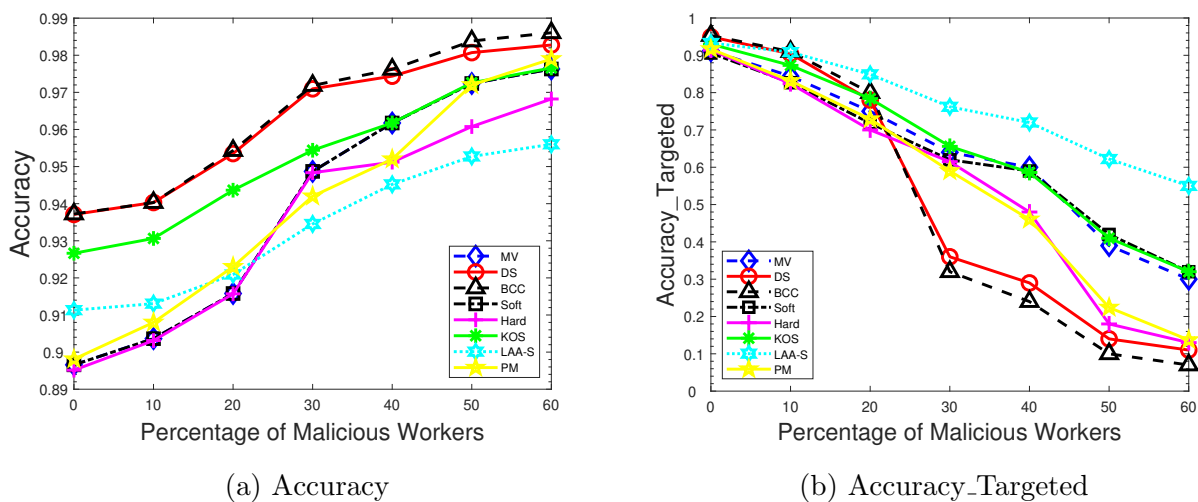 0.99
0.98
0.97
0.96
0.95
0.94
0.93
0.92
0.91
0.9
0.89
Accuracy
0 10 20 30 40 50 60
Percentage of Malicious Workers
MV
DS
BCC
Soft
Hard
KOS
LAA-S
PM
(a) Accuracy
1
0.9
0.8
0.7
0.6
0.5
0.4
0.3
0.2
0.1
0
Accuracy_Targeted
0 10 20 30 40 50 60
Percentage of Malicious Workers
MV
DS
BCC
Soft
Hard
KOS
LAA-S
PM
(b) Accuracy_Targeted